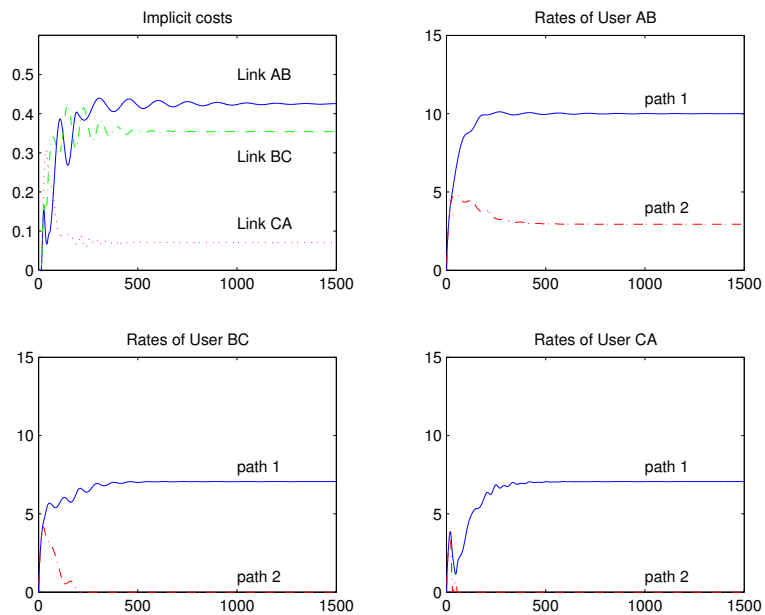 Implicit costs
0.5
0.4
0.3
0.2
0.1
0
0
500
1000
1500
Link AB
Link BC
Link CA
Rates of User AB
15
10
5
0
0
500
1000
1500
path 1
path 2
Rates of User BC
15
10
5
0
0
500
1000
1500
path 1
path 2
Rates of User CA
15
10
5
0
0
500
1000
1500
path 1
path 2